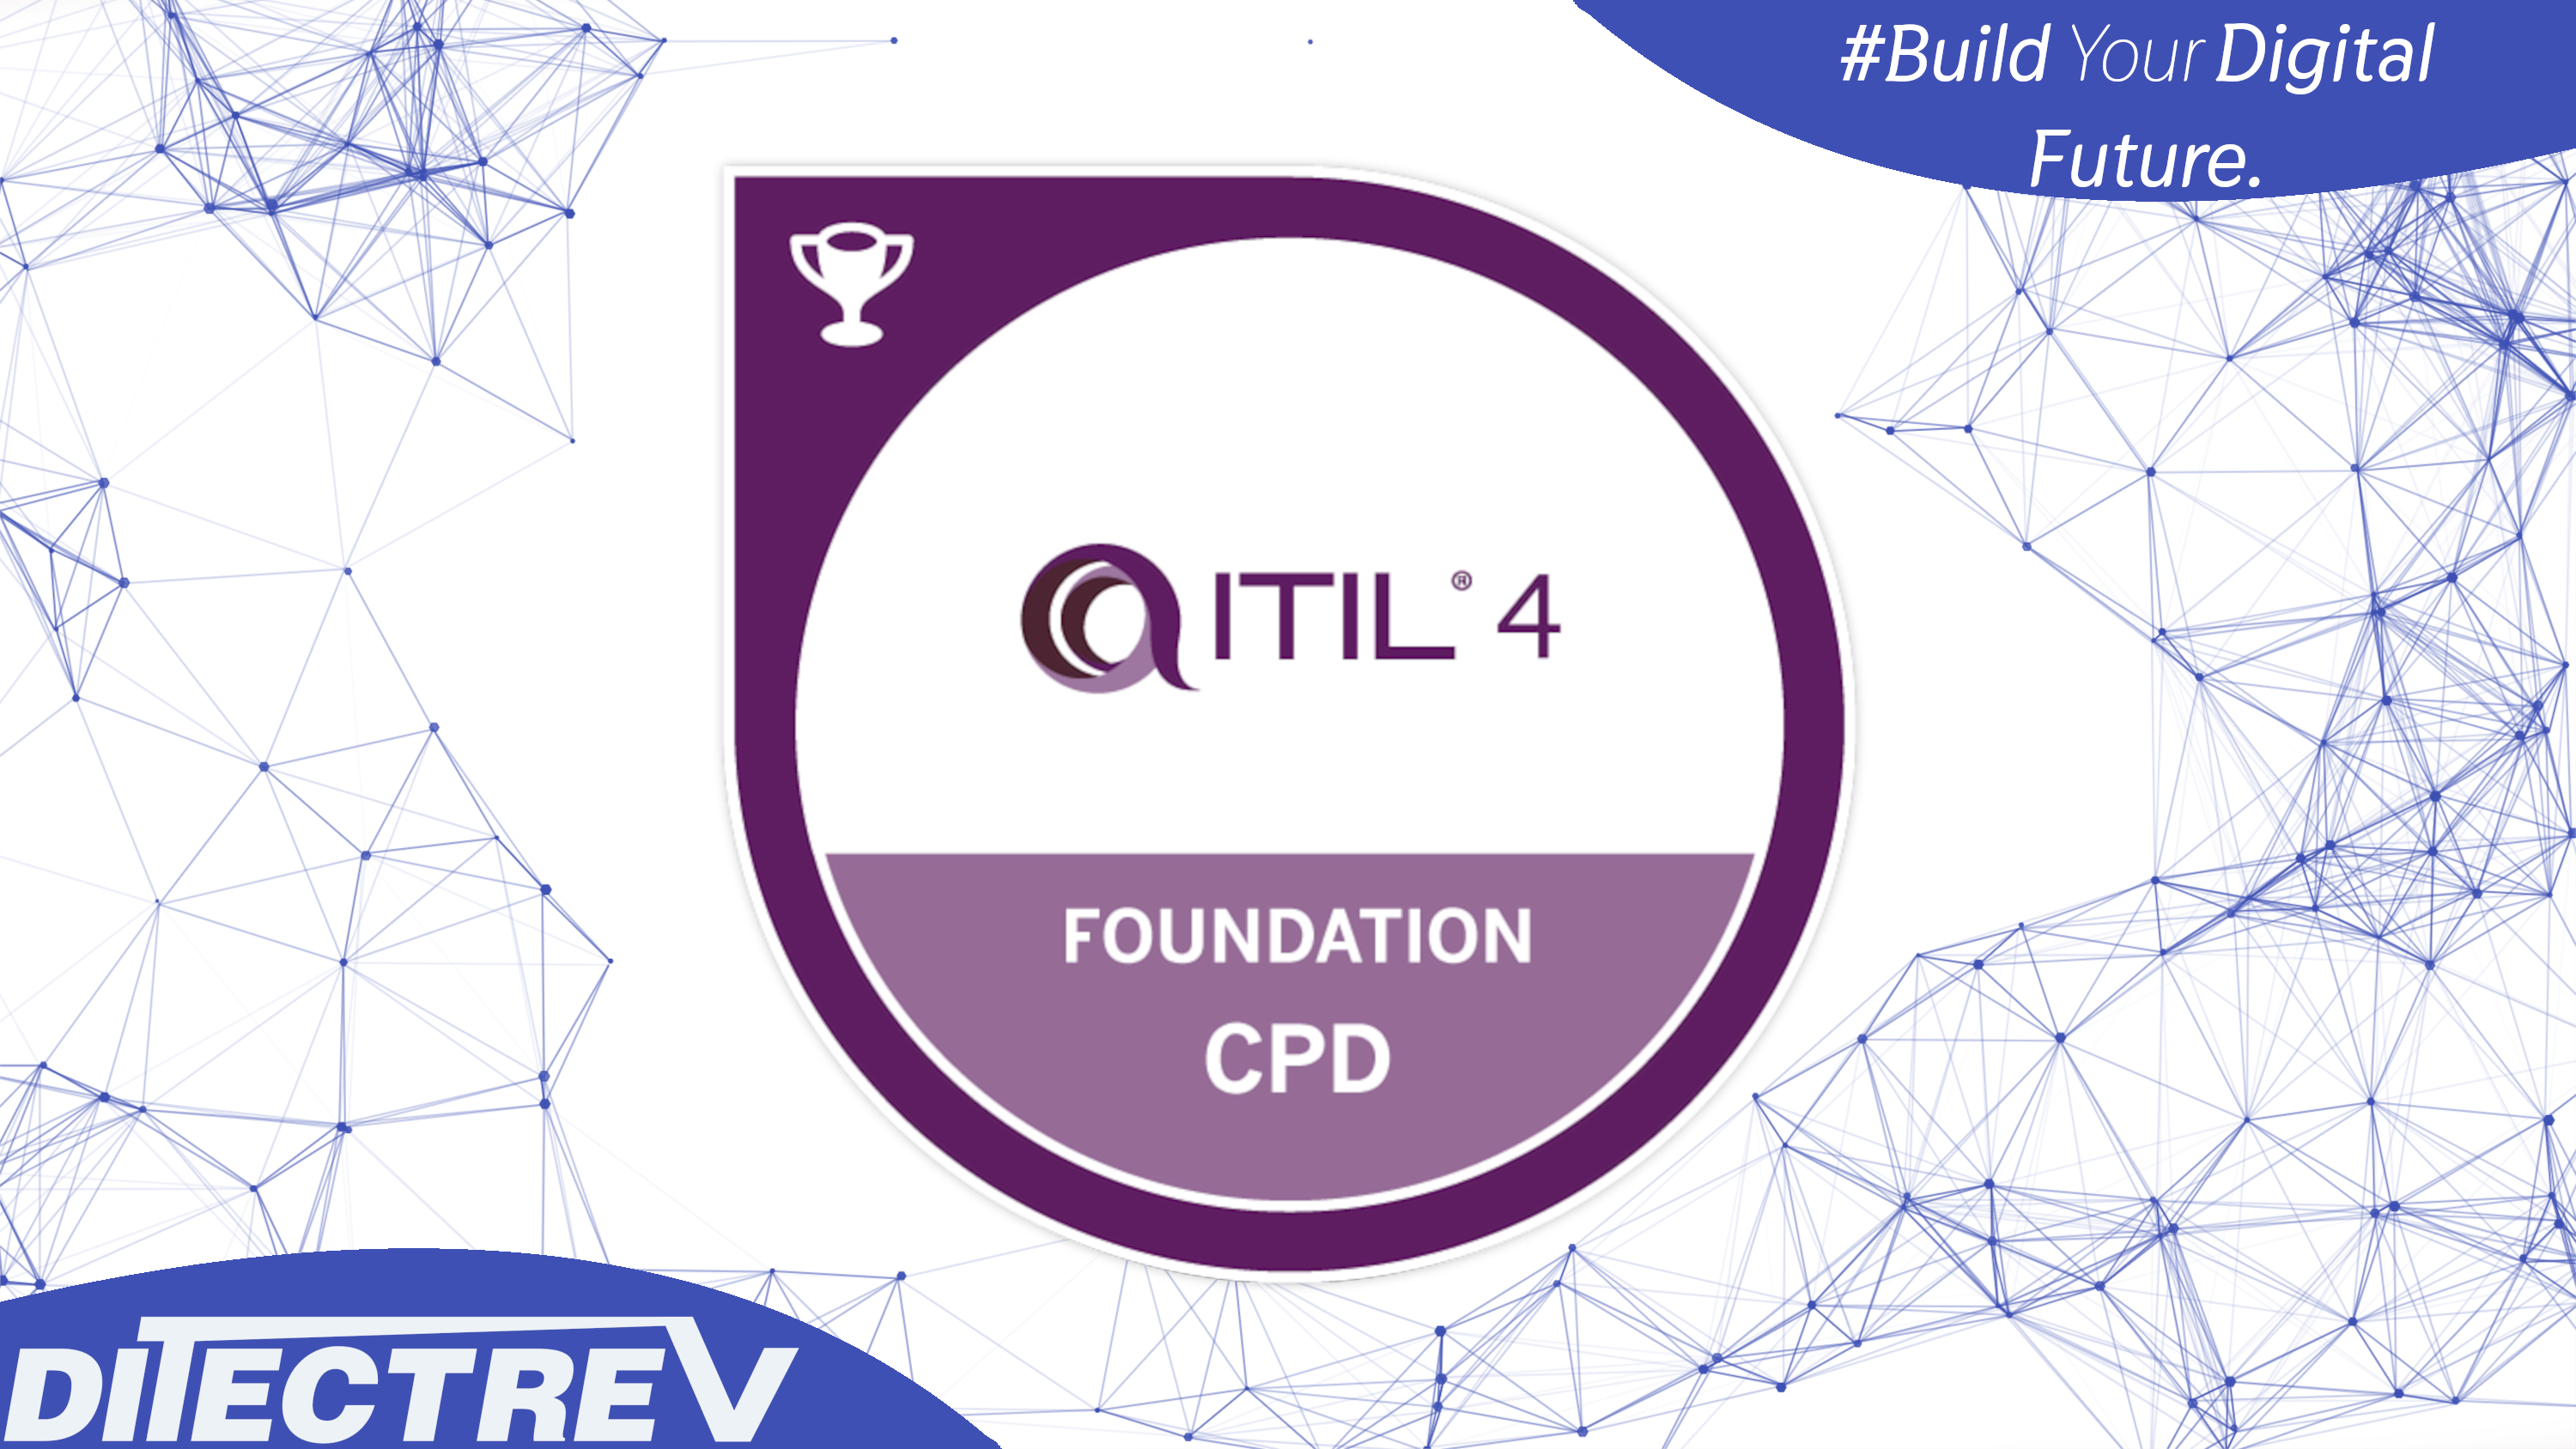 #Build Your Digital
Future.
ITIL® 4
FOUNDATION
CPD
DITECTREV